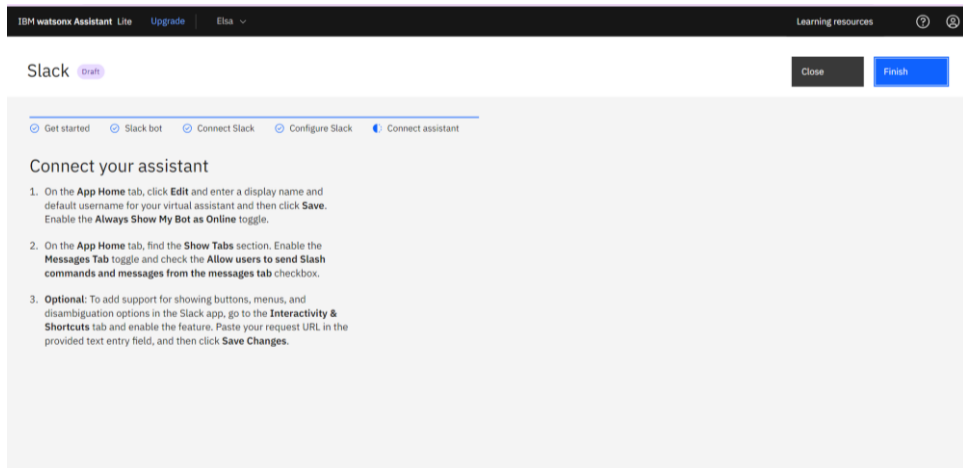 IBM watsonx Assistant Lite Upgrade Elsa Learning resources
Slack Draft Close Finish
Get started Slack bot Connect Slack Configure Slack Connect assistant
Connect your assistant
1. On the App Home tab, click Edit and enter a display name and
default username for your virtual assistant and then click Save.
Enable the Always Show My Bot as Online toggle.
2. On the App Home tab, find the Show Tabs section. Enable the
Messages Tab toggle and check the Allow users to send Slash
commands and messages from the messages tab checkbox.
3. Optional: To add support for showing buttons, menus, and
disambiguation options in the Slack app, go to the Interactivity &
Shortcuts tab and enable the feature. Paste your request URL in the
provided text entry field, and then click Save Changes.